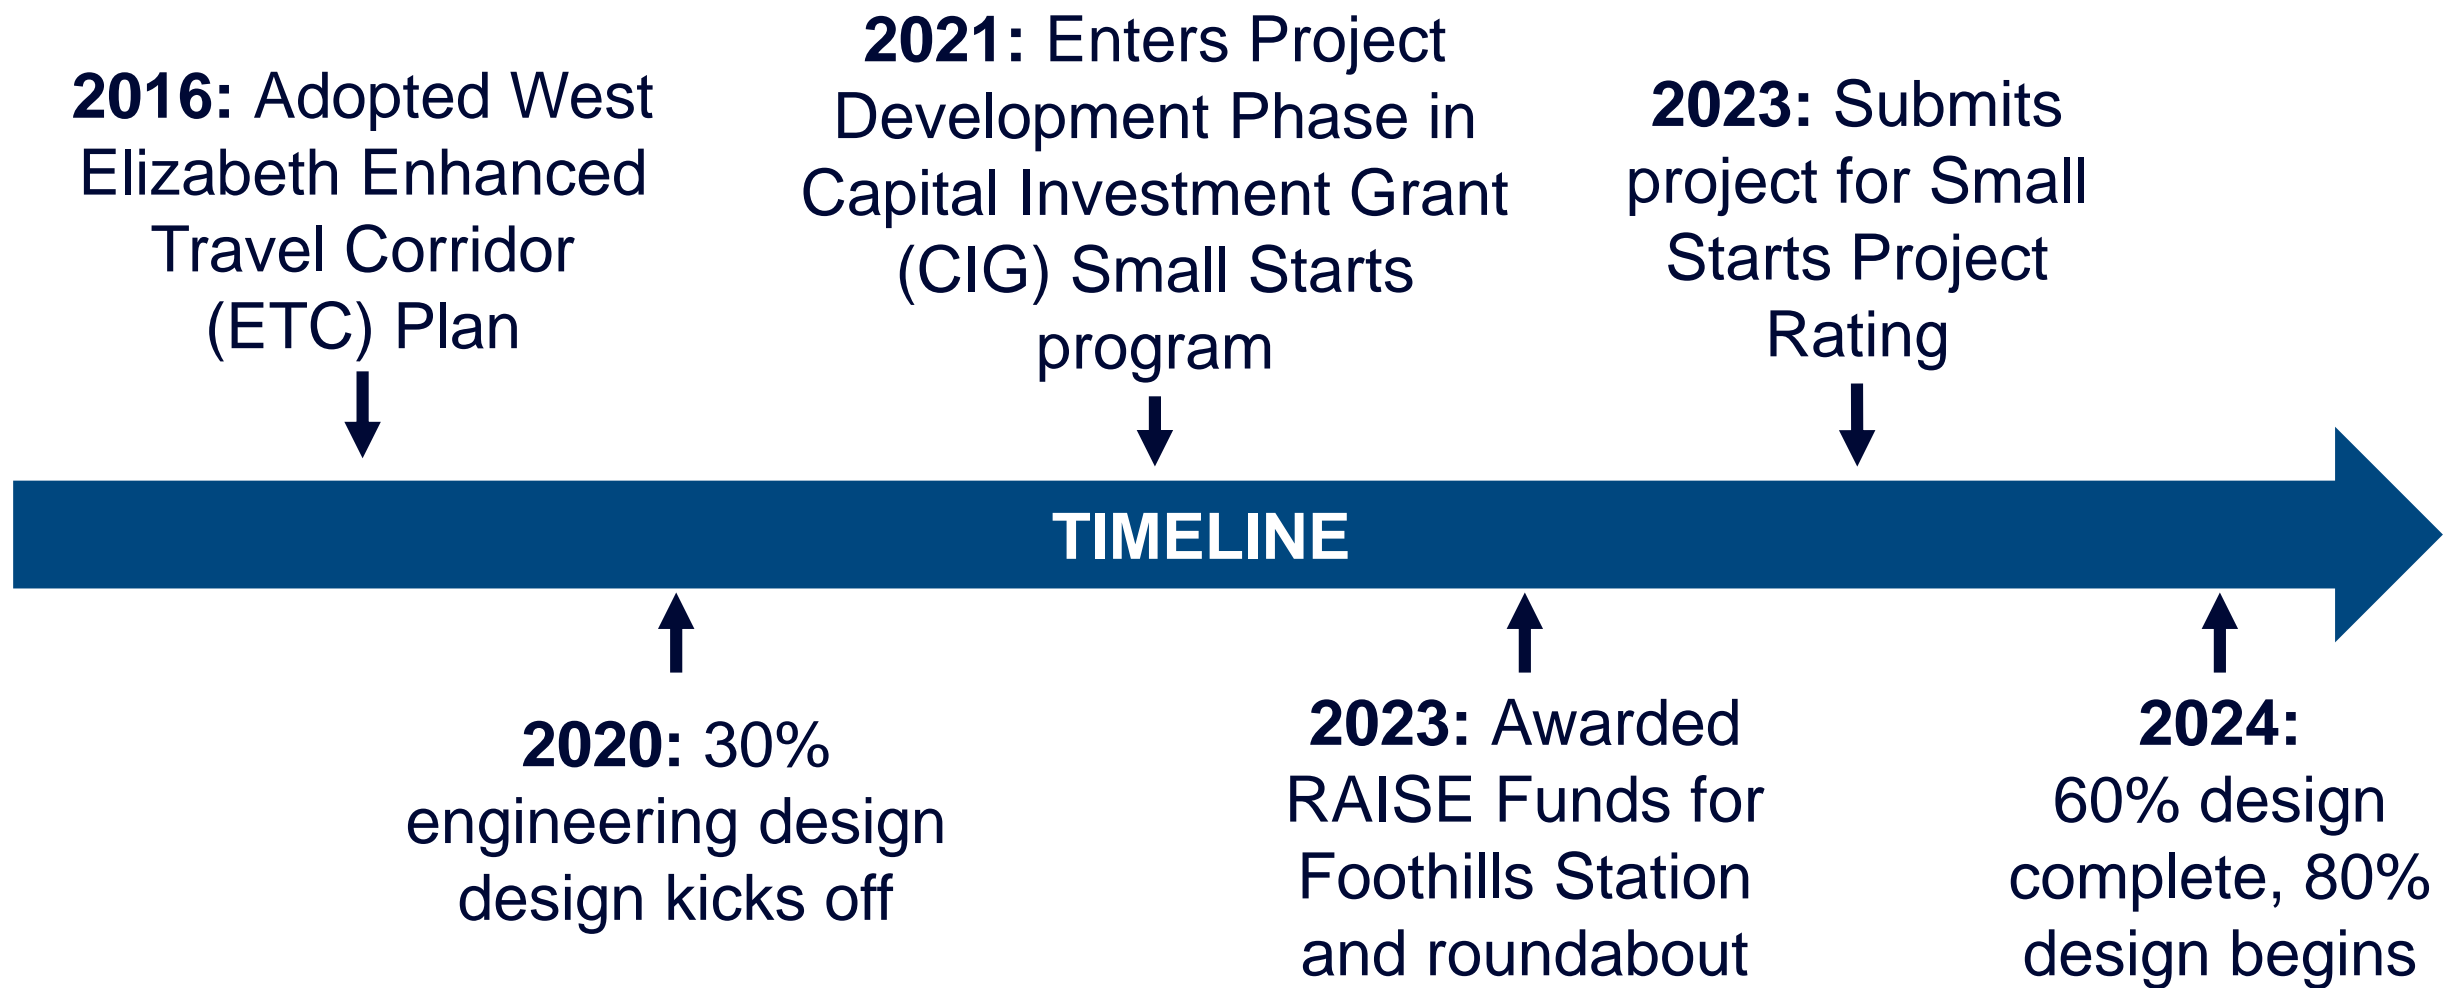 2016: Adopted West
Elizabeth Enhanced
Travel Corridor
(ETC) Plan
2021: Enters Project
Development Phase in
Capital Investment Grant
(CIG) Small Starts
program
2023: Submits
project for Small
Starts Project
Rating
TIMELINE
2020: 30%
engineering design
design kicks off
2023: Awarded
RAISE Funds for
Foothills Station
and roundabout
2024:
60% design
complete, 80%
design begins